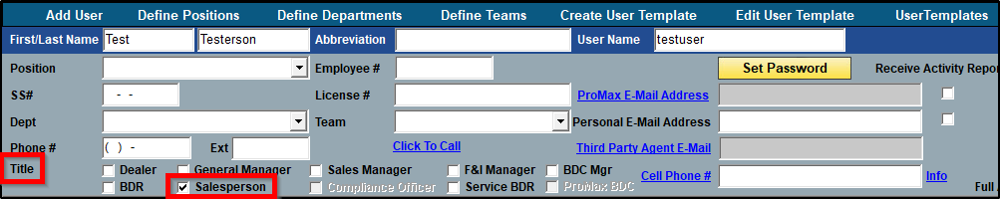 Add User Define Positions Define Departments Define Teams Create User Template Edit User Template UserTemplates
First/Last Name Test Testerson Abbreviation User Name testuser
Position Employee # Set Password Receive Activity Repo
SS# - - License # ProMax E-Mail Address
Dept Team Personal E-Mail Address
Phone # ( ) - Ext Click To Call Third Party Agent E-Mail
Title Dealer General Manager Sales Manager F&I Manager BDC Mgr Cell Phone # Info
BDR Salesperson Compliance Officer Service BDR ProMax BDC Full